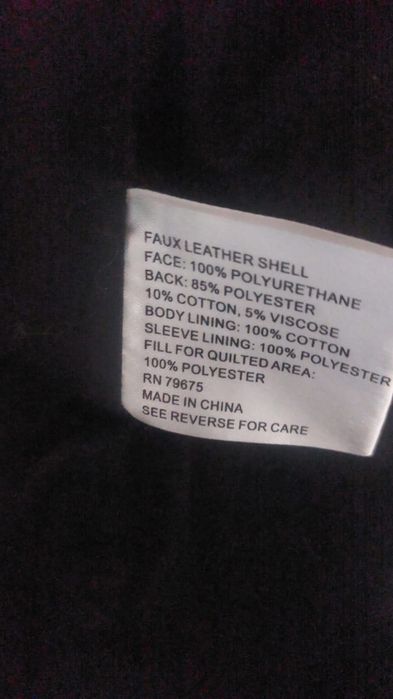 FAUX LEATHER SHELL
FACE: 100% POLYURETHANE
BACK: 85% POLYESTER
10% COTTON, 5% VISCOSE
BODY LINING: 100% COTTON
SLEEVE LINING: 100% POLYESTER
FILL FOR QUILTED AREA:
100% POLYESTER
RN 79675
MADE IN CHINA
SEE REVERSE FOR CARE